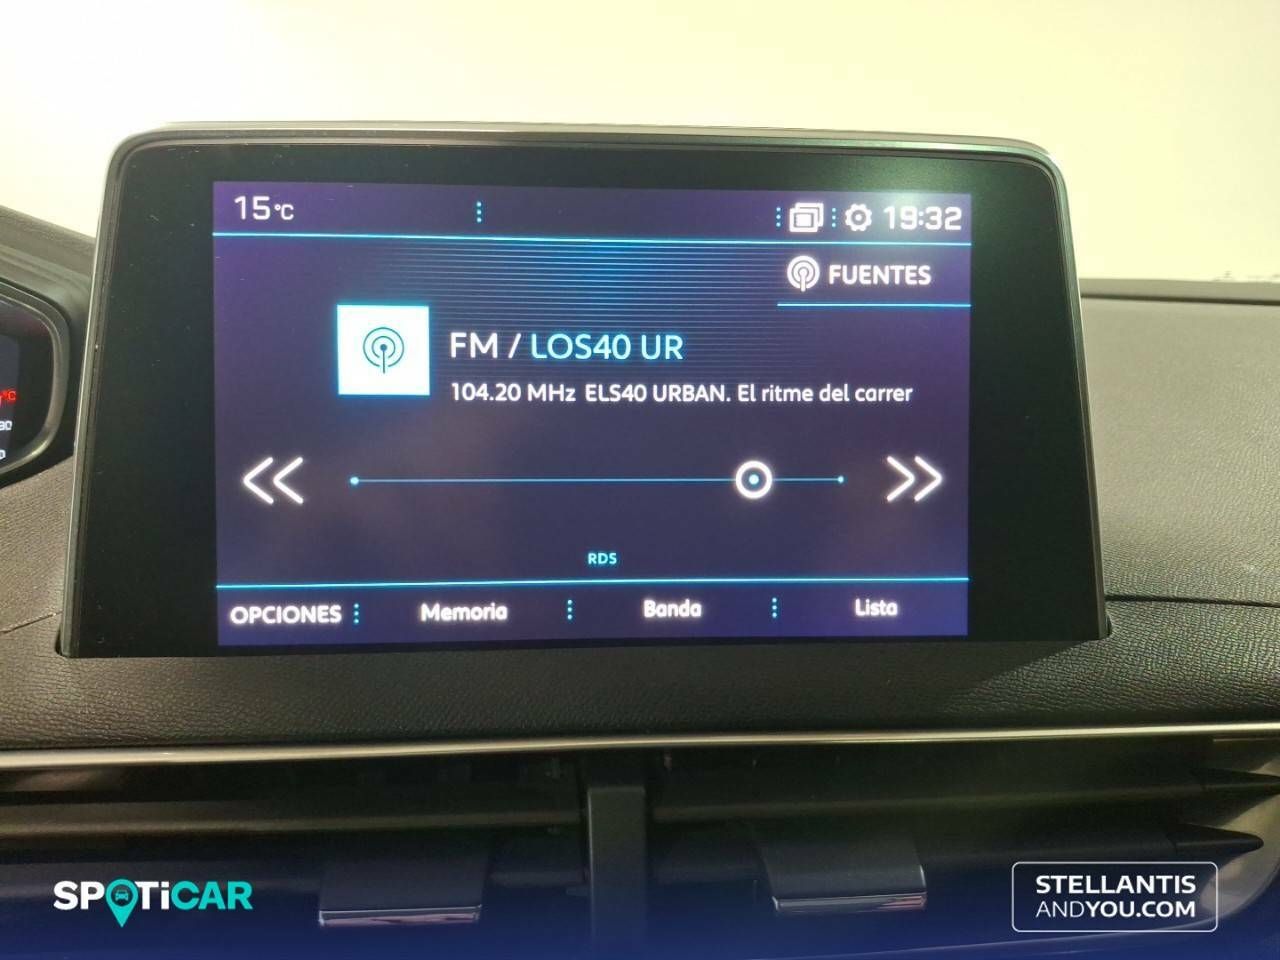 15°C
19:32
FUENTES
FM / LOS40 UR
104.20 MHz ELS40 URBAN. El ritme del carrer
RDS
OPCIONES Memoria Banda Lista
SPOTiCAR
STELLANTIS
ANDYOU.COM